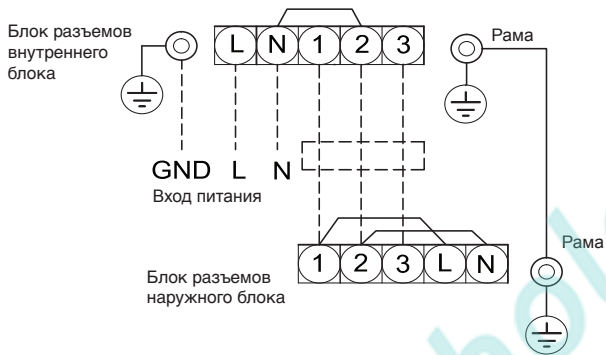 Блок разъемов
внутреннего
блока
L N 1 2 3
Рама
GND L N
Вход питания
Рама
1 2 3 L N
Блок разъемов
наружного блока